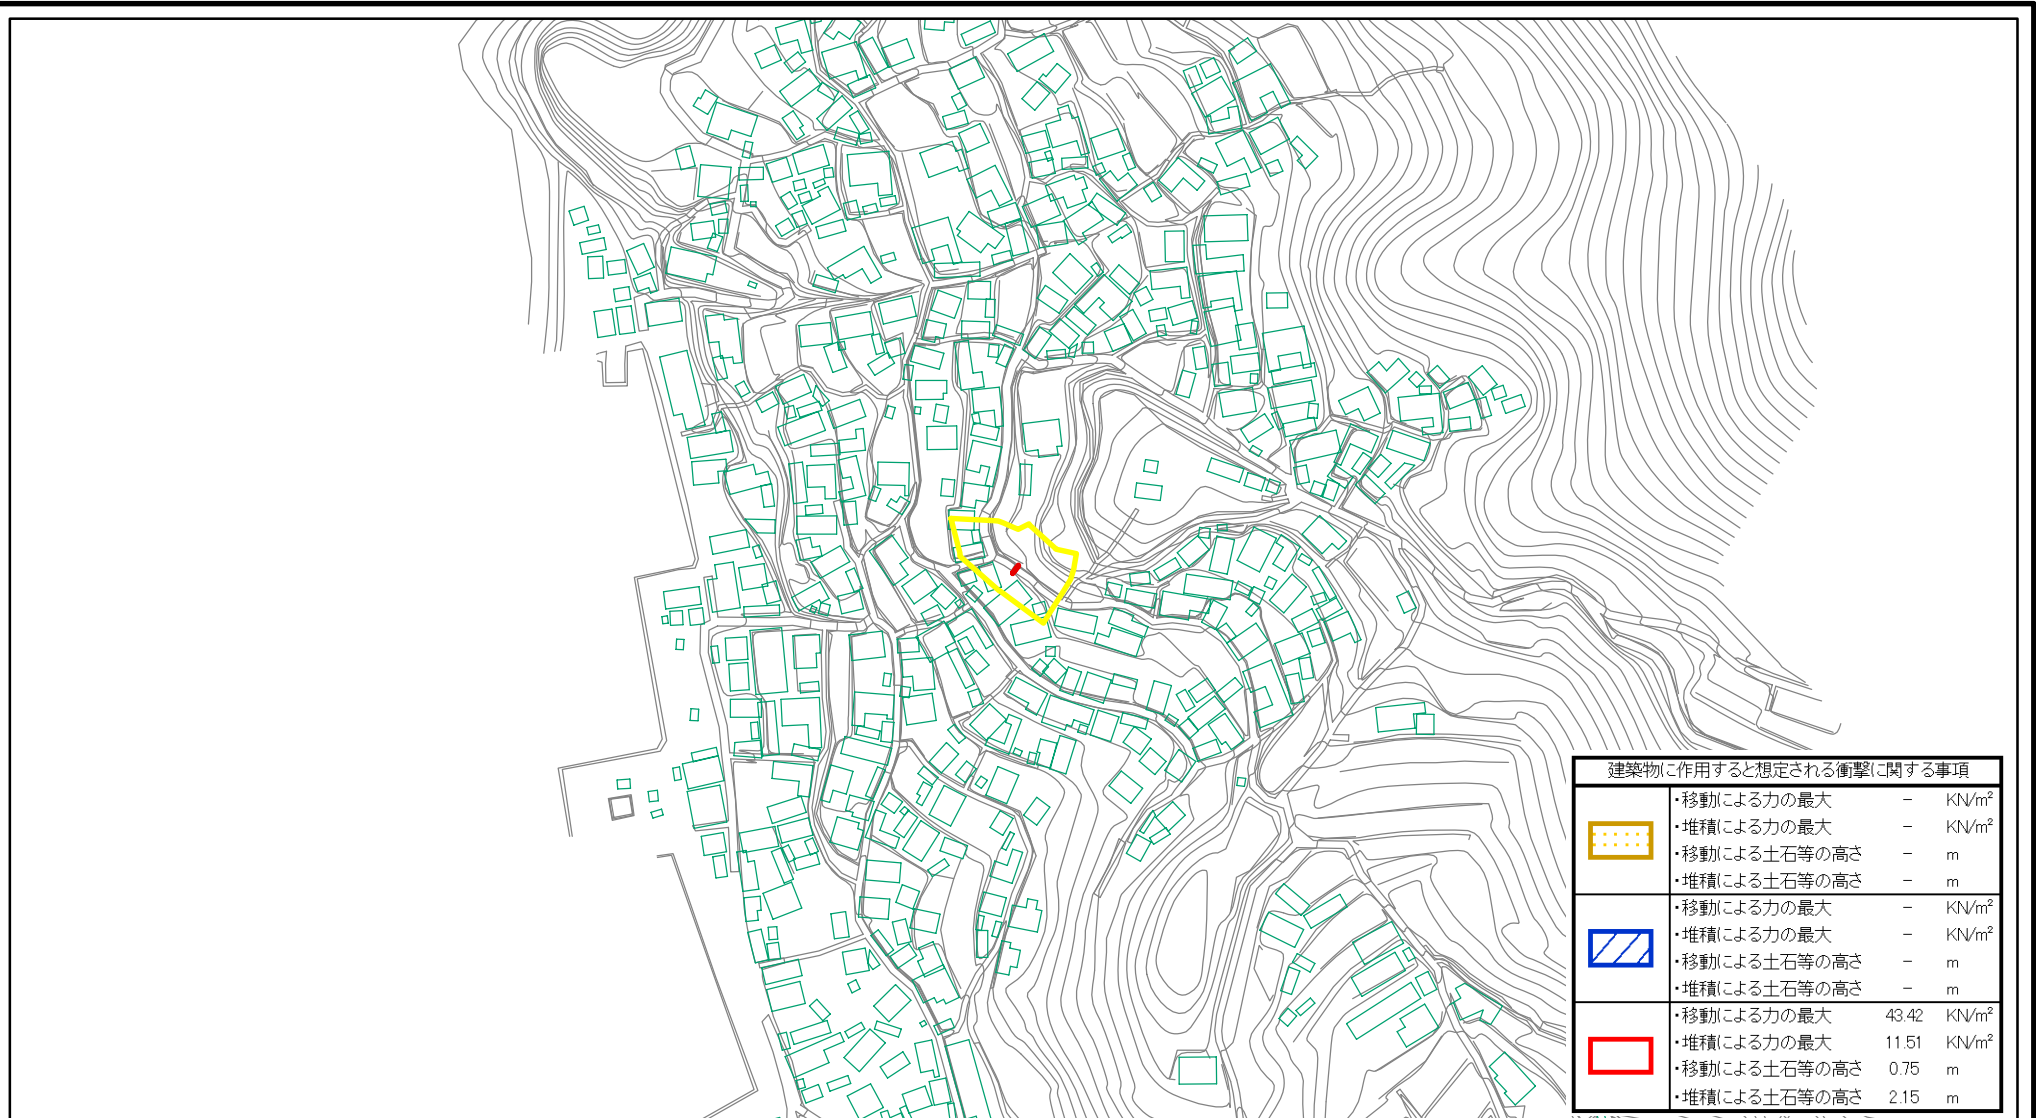 建築物に作用すると想定される衝撃に関する事項
・移動による力の最大 － KN/m²
・堆積による力の最大 － KN/m²
・移動による土石等の高さ － m
・堆積による土石等の高さ － m
・移動による力の最大 － KN/m²
・堆積による力の最大 － KN/m²
・移動による土石等の高さ － m
・堆積による土石等の高さ － m
・移動による力の最大 43.42 KN/m²
・堆積による力の最大 11.51 KN/m²
・移動による土石等の高さ 0.75 m
・堆積による土石等の高さ 2.15 m